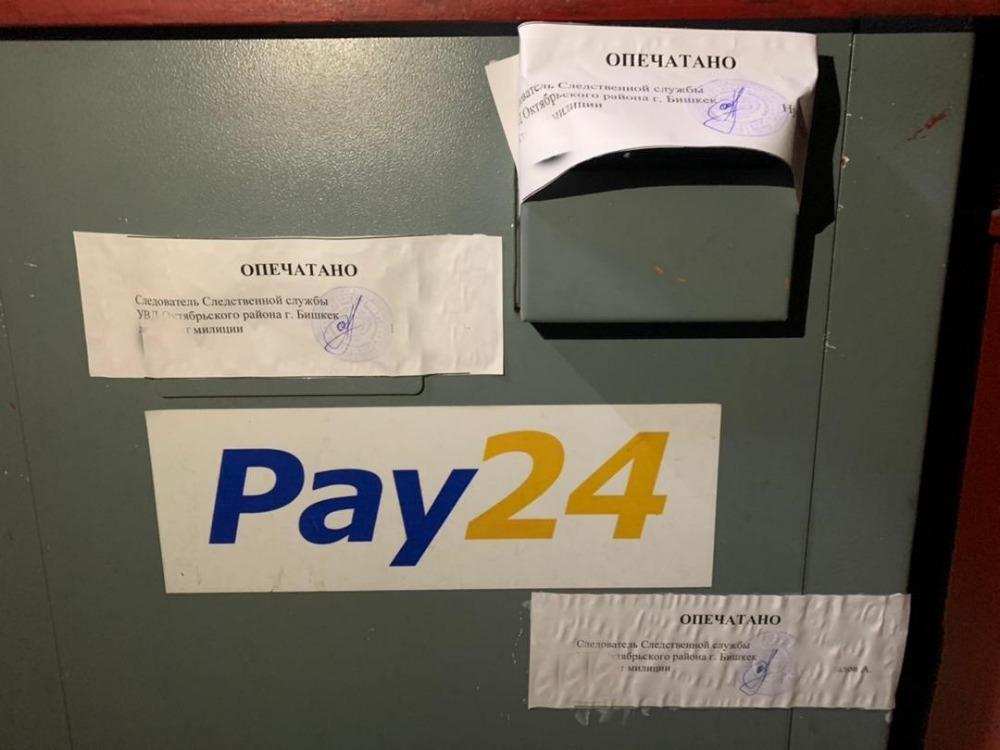 ОПЕЧАТАНО
Следственной службы
Октябрьского района г. Бишкек
милиции
ОПЕЧАТАНО
Следователь Следственной службы
УВД Октябрьского района г. Бишкек
милиции
Pay24
ОПЕЧАТАНО
Следователь Следственной службы
района г. Бишкек
милиции А.